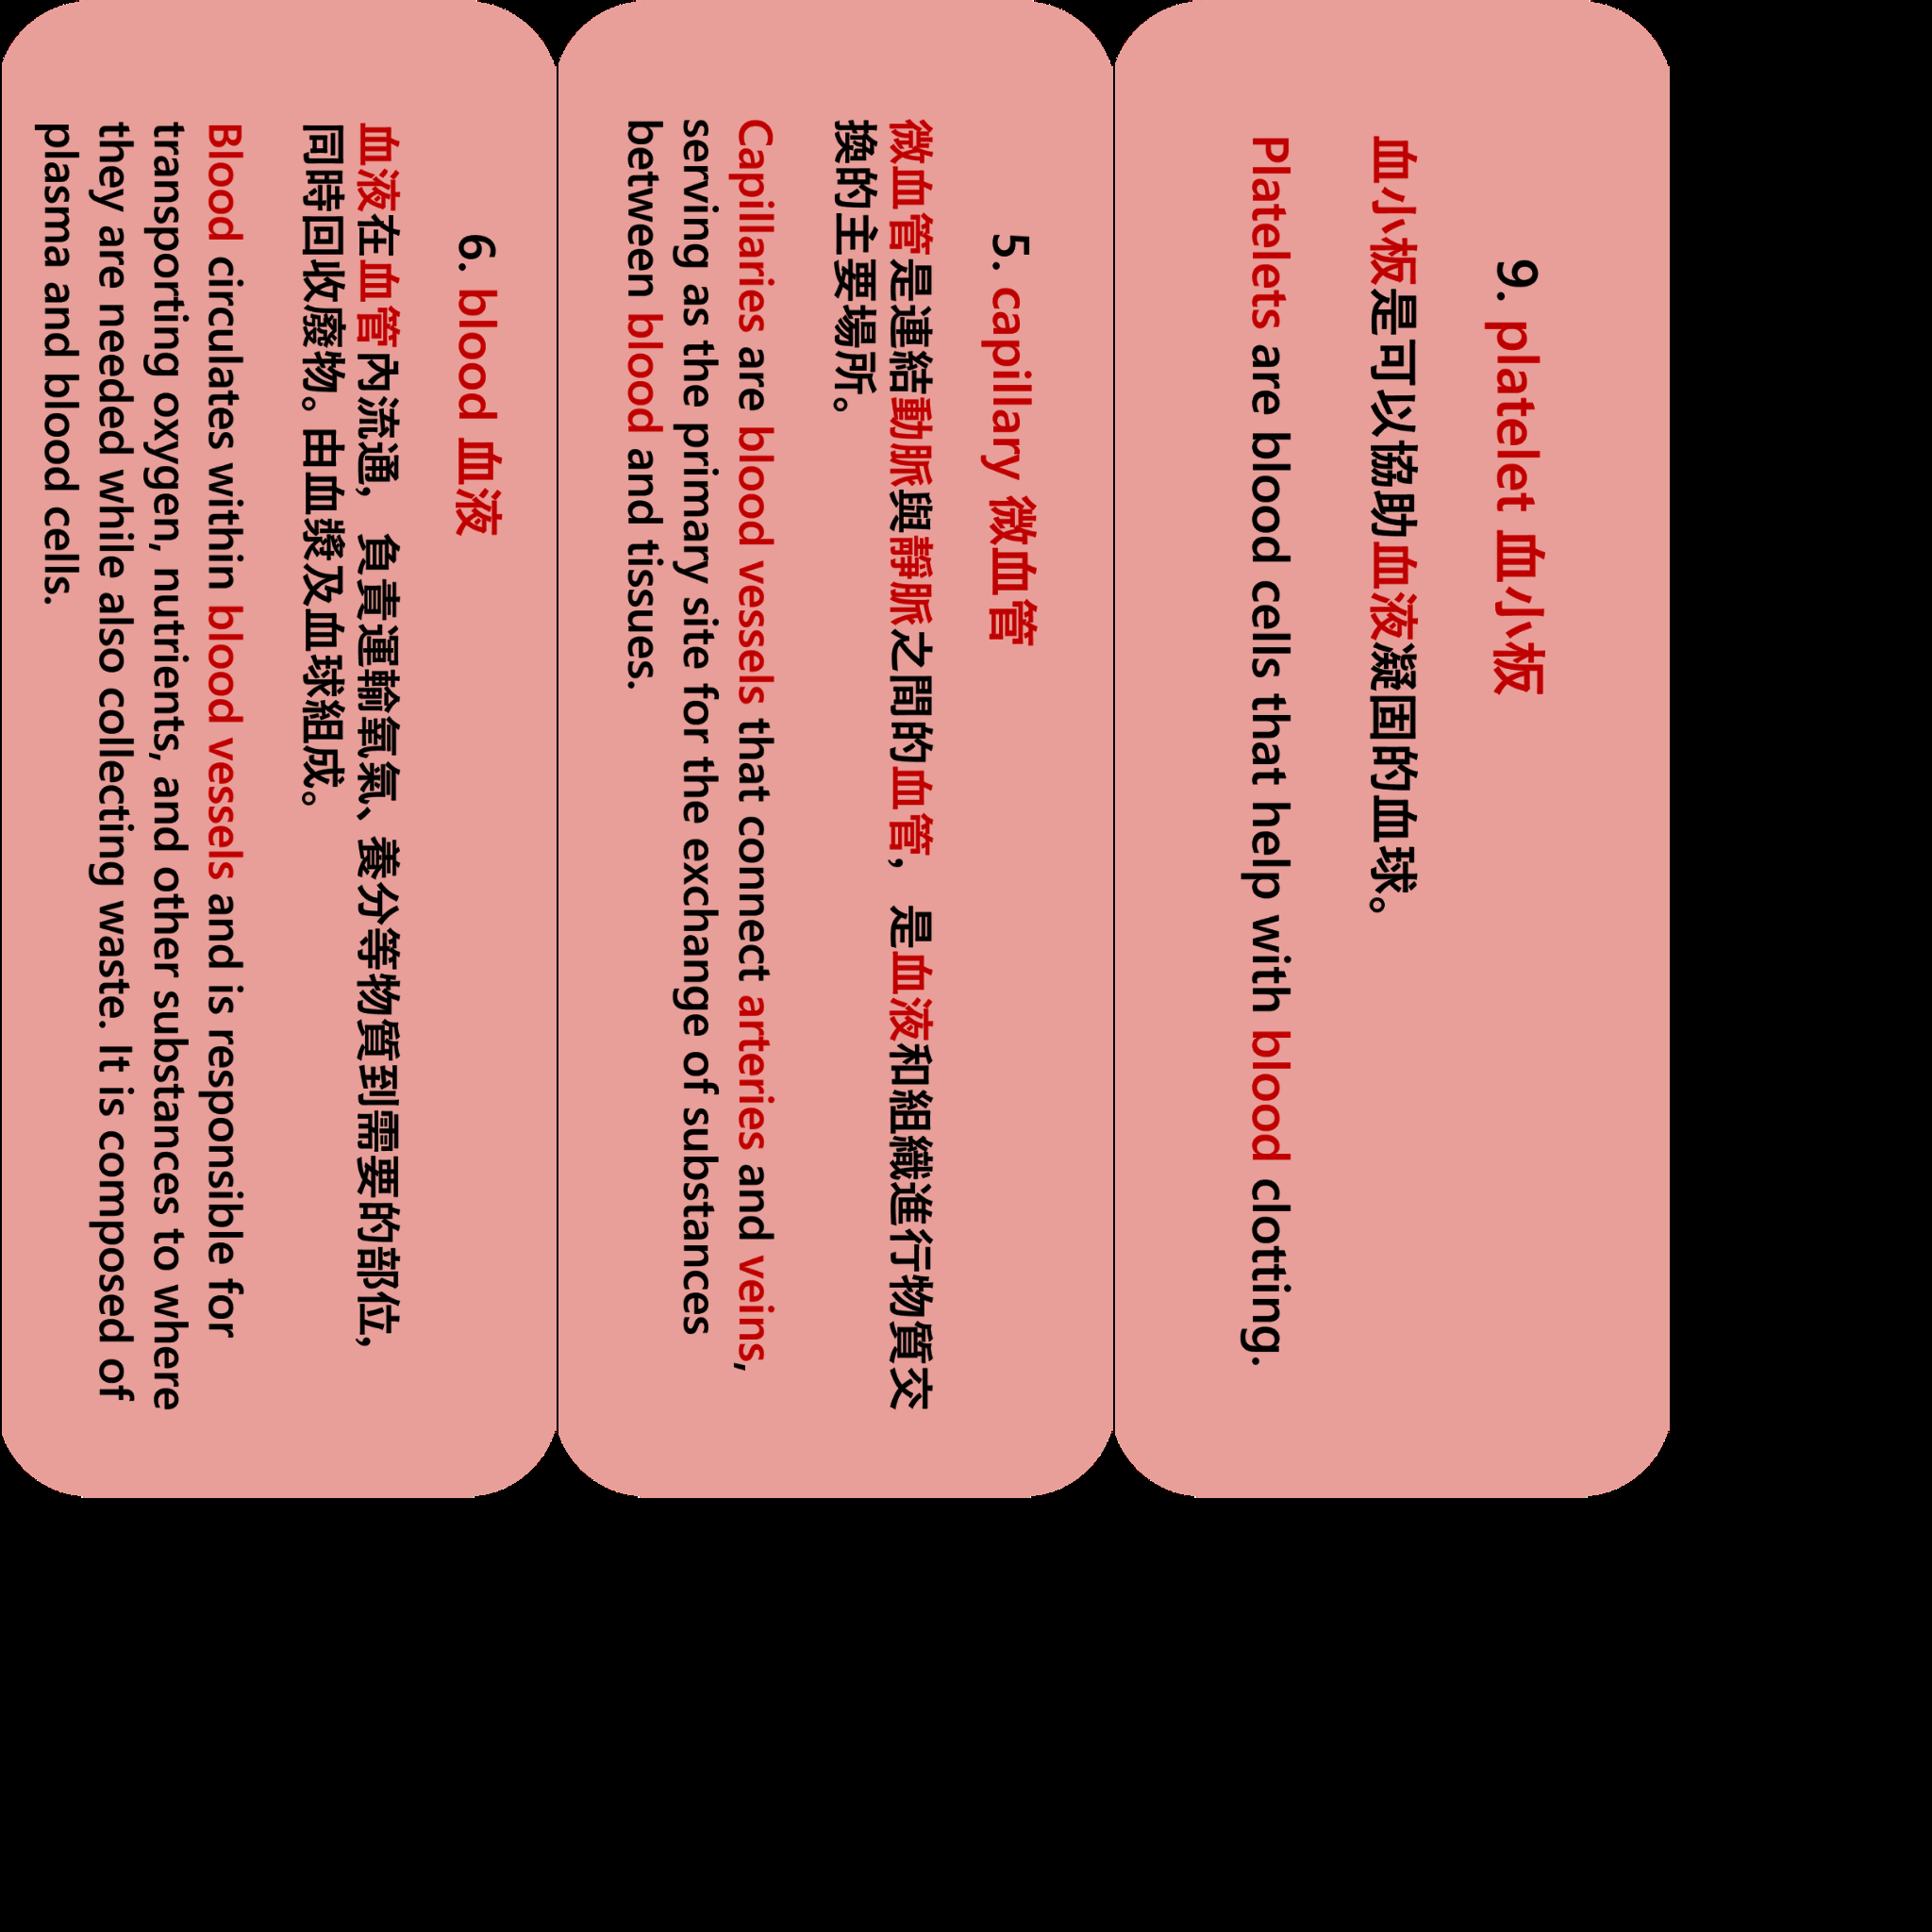 9. platelet 血小板
血小板是可以協助血液凝固的血球。
Platelets are blood cells that help with blood clotting.
5. capillary 微血管
微血管是連結動脈與靜脈之間的血管，是血液和組織進行物質交
換的主要場所。
Capillaries are blood vessels that connect arteries and veins,
serving as the primary site for the exchange of substances
between blood and tissues.
6. blood 血液
血液在血管內流通，負責運輸氧氣、養分等物質到需要的部位，
同時回收廢物。由血漿及血球組成。
Blood circulates within blood vessels and is responsible for
transporting oxygen, nutrients, and other substances to where
they are needed while also collecting waste. It is composed of
plasma and blood cells.